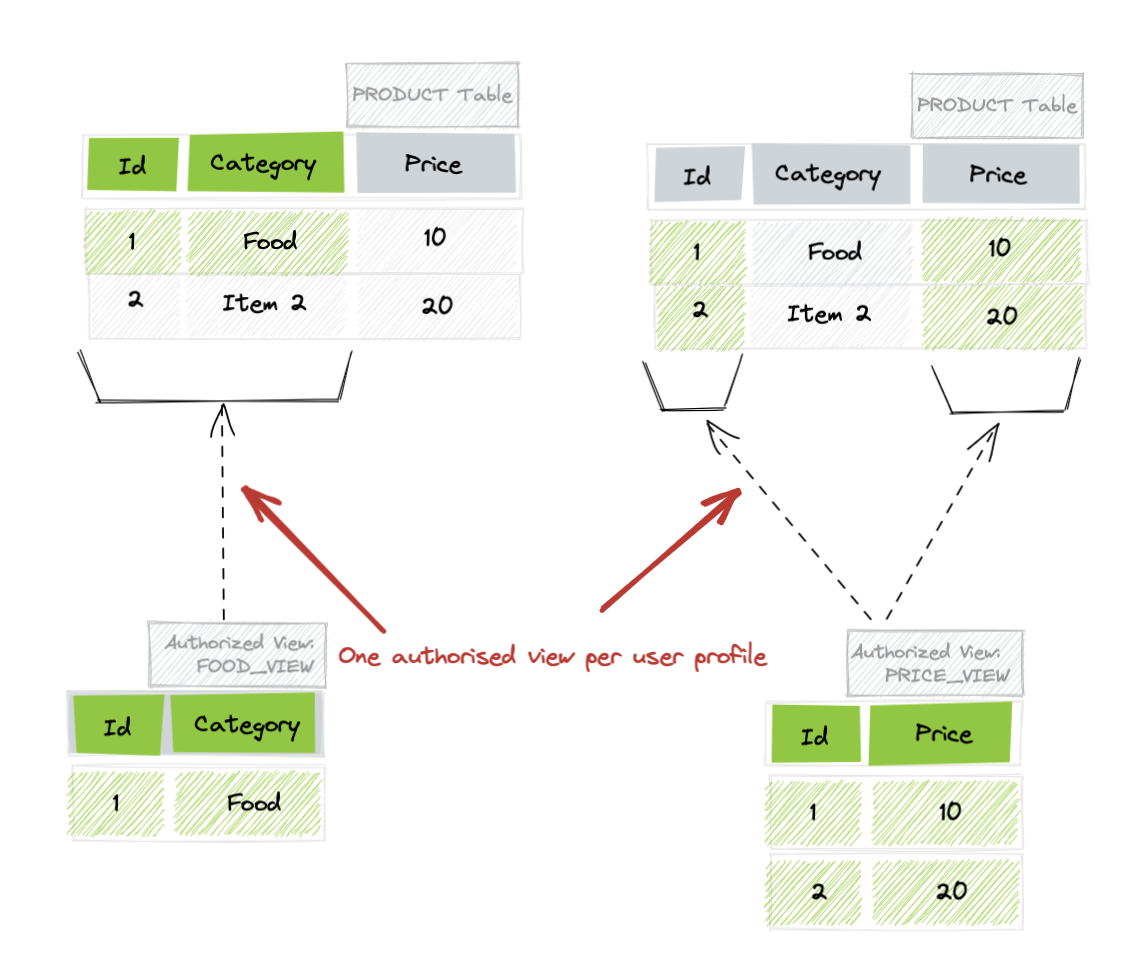 PRODUCT Table
Id Category Price
1 Food 10
2 Item 2 20
PRODUCT Table
Id Category Price
1 Food 10
2 Item 2 20
One authorised view per user profile
Authorized View:
FOOD_VIEW
Id Category
1 Food
Authorized View:
PRICE_VIEW
Id Price
1 10
2 20